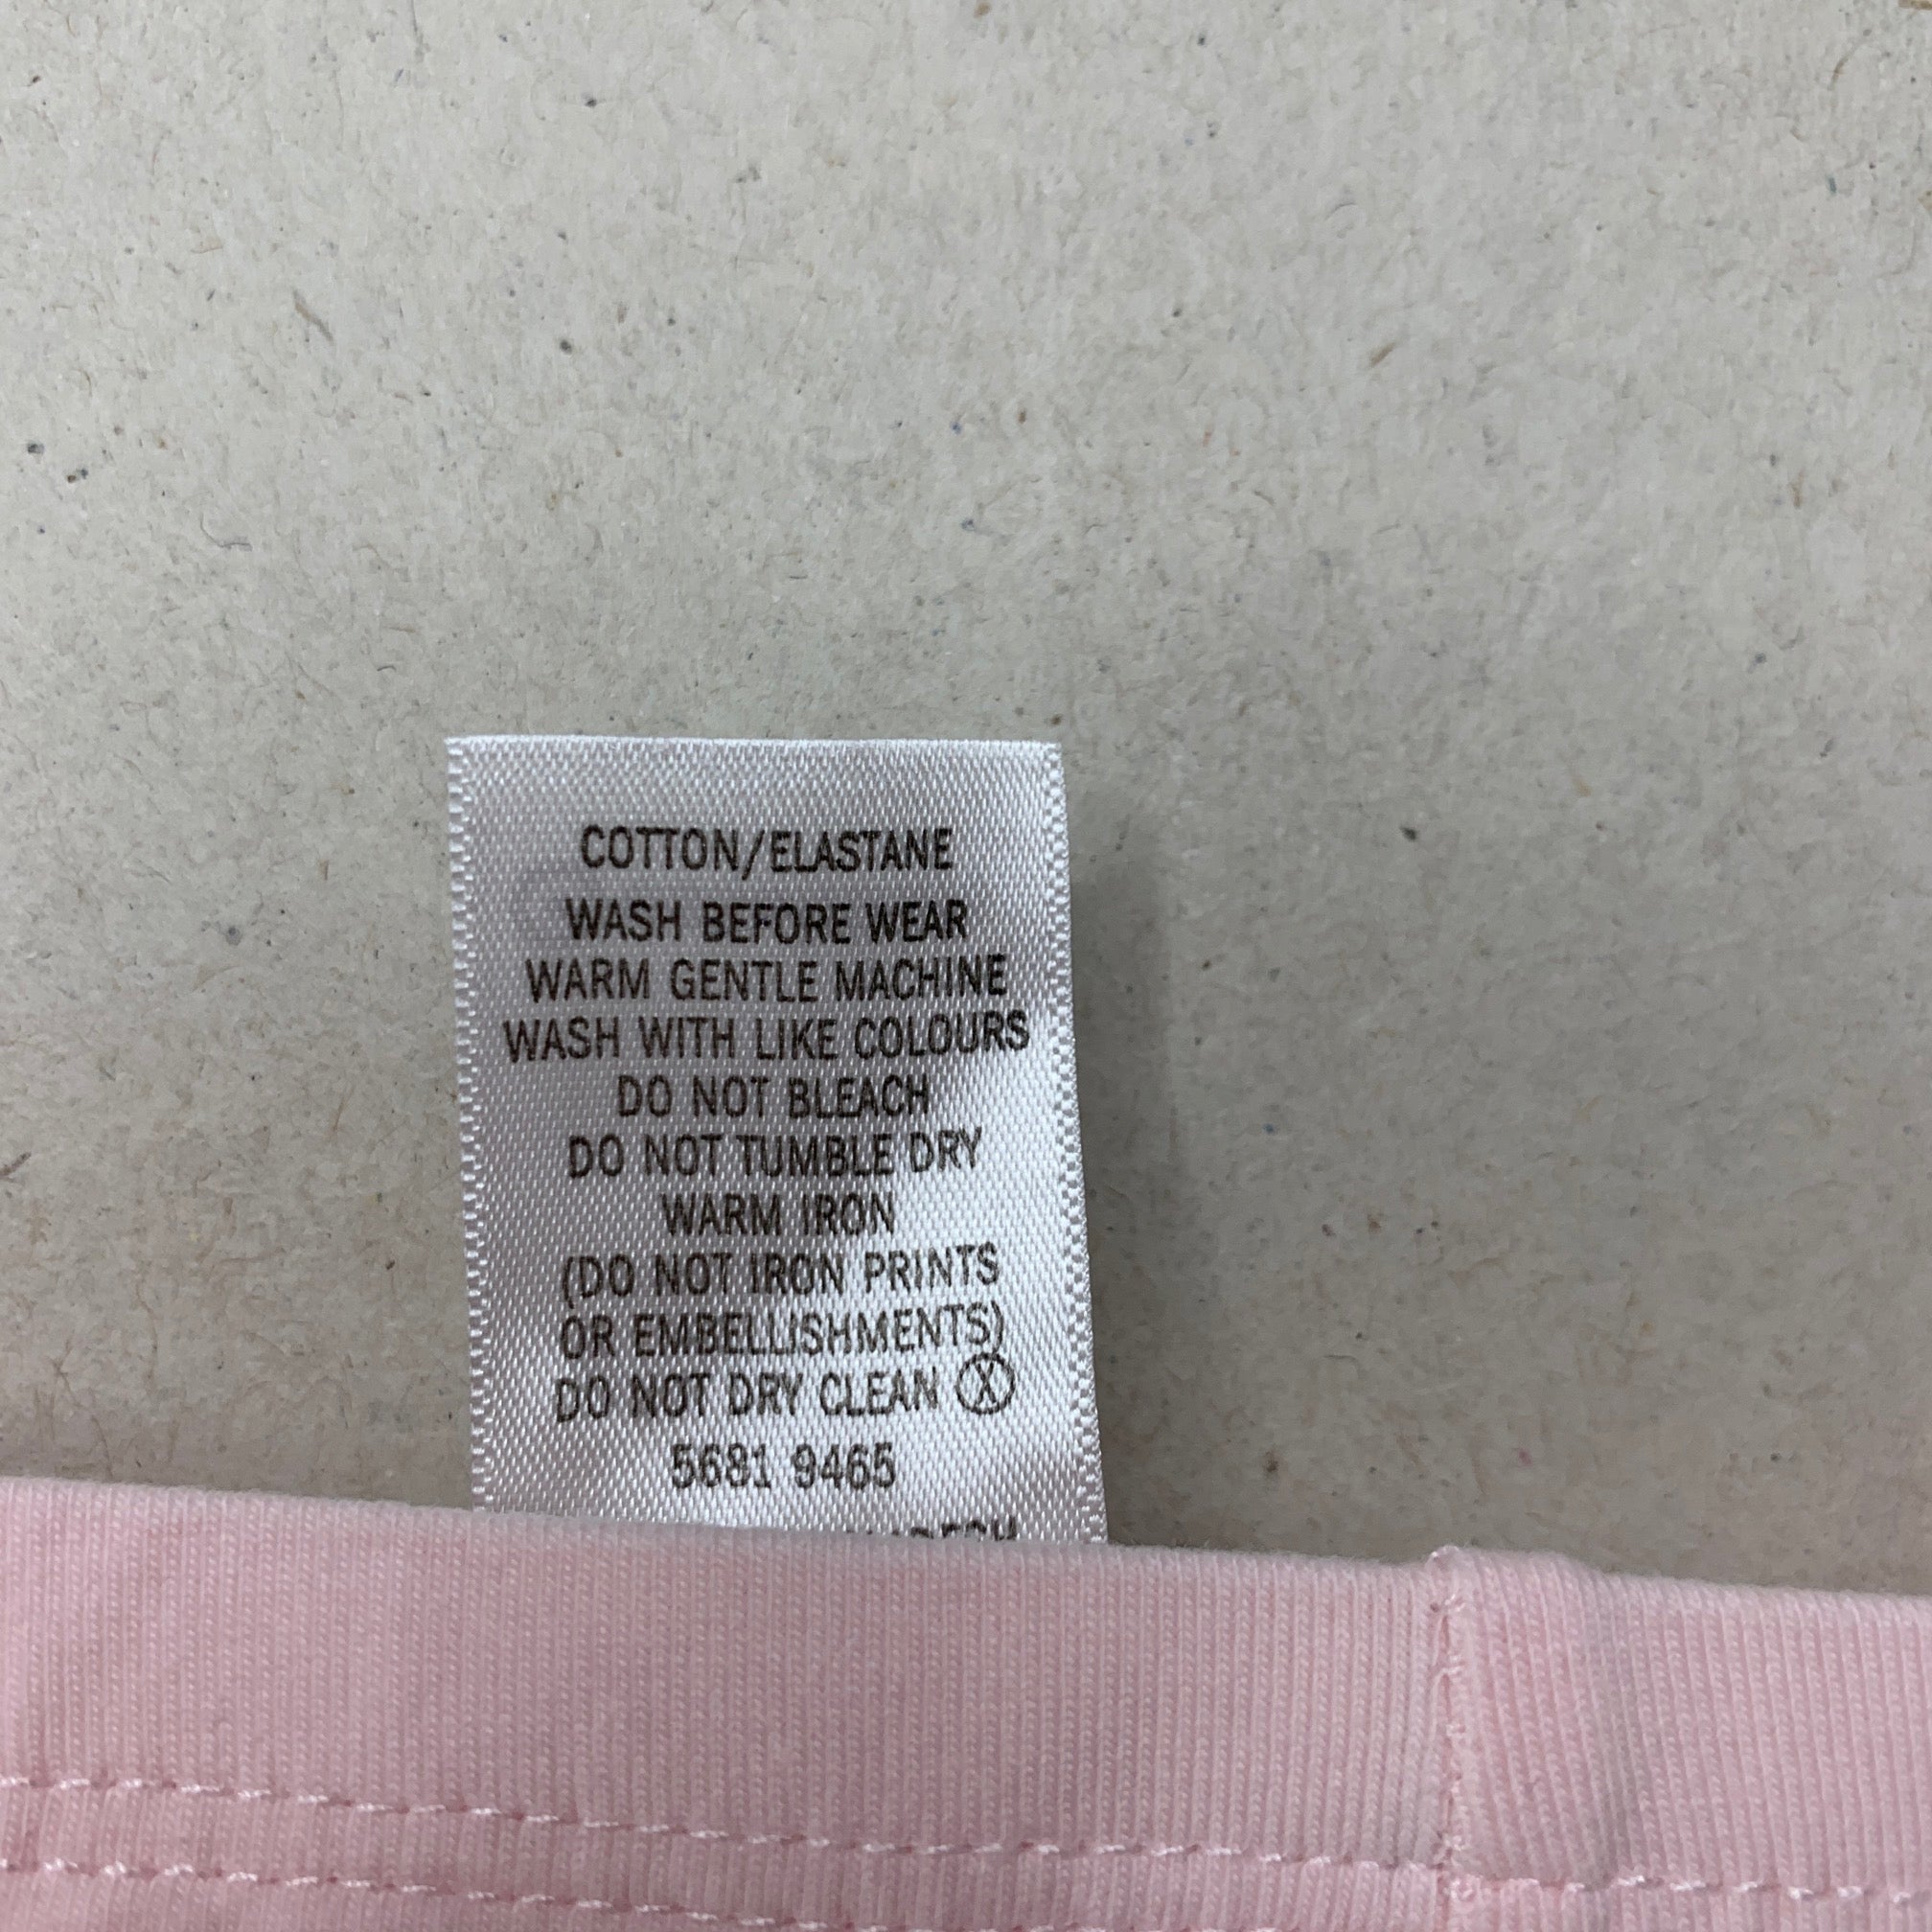 COTTON/ELASTANE
WASH BEFORE WEAR
WARM GENTLE MACHINE
WASH WITH LIKE COLOURS
DO NOT BLEACH
DO NOT TUMBLE DRY
WARM IRON
(DO NOT IRON PRINTS
OR EMBELLISHMENTS)
DO NOT DRY CLEAN Ⓧ
5681 9465